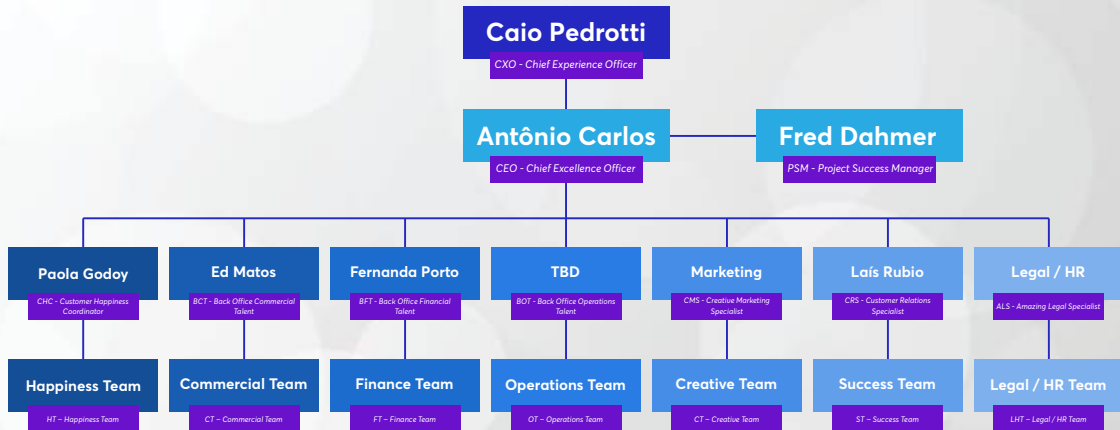 Caio Pedrotti
CXO - Chief Experience Officer
Antônio Carlos
CEO - Chief Excellence Officer
Fred Dahmer
PSM - Project Success Manager
Paola Godoy
CHC - Customer Happiness
Coordinator
Ed Matos
BCT - Back Office Commercial
Talent
Fernanda Porto
BFT - Back Office Financial
Talent
TBD
BOT - Back Office Operations
Talent
Marketing
CMS - Creative Marketing
Specialist
Laís Rubio
CRS - Customer Relations
Specialist
Legal / HR
ALS - Amazing Legal Specialist
Happiness Team
HT – Happiness Team
Commercial Team
CT – Commercial Team
Finance Team
FT – Finance Team
Operations Team
OT – Operations Team
Creative Team
CT – Creative Team
Success Team
ST – Success Team
Legal / HR Team
LHT – Legal / HR Team